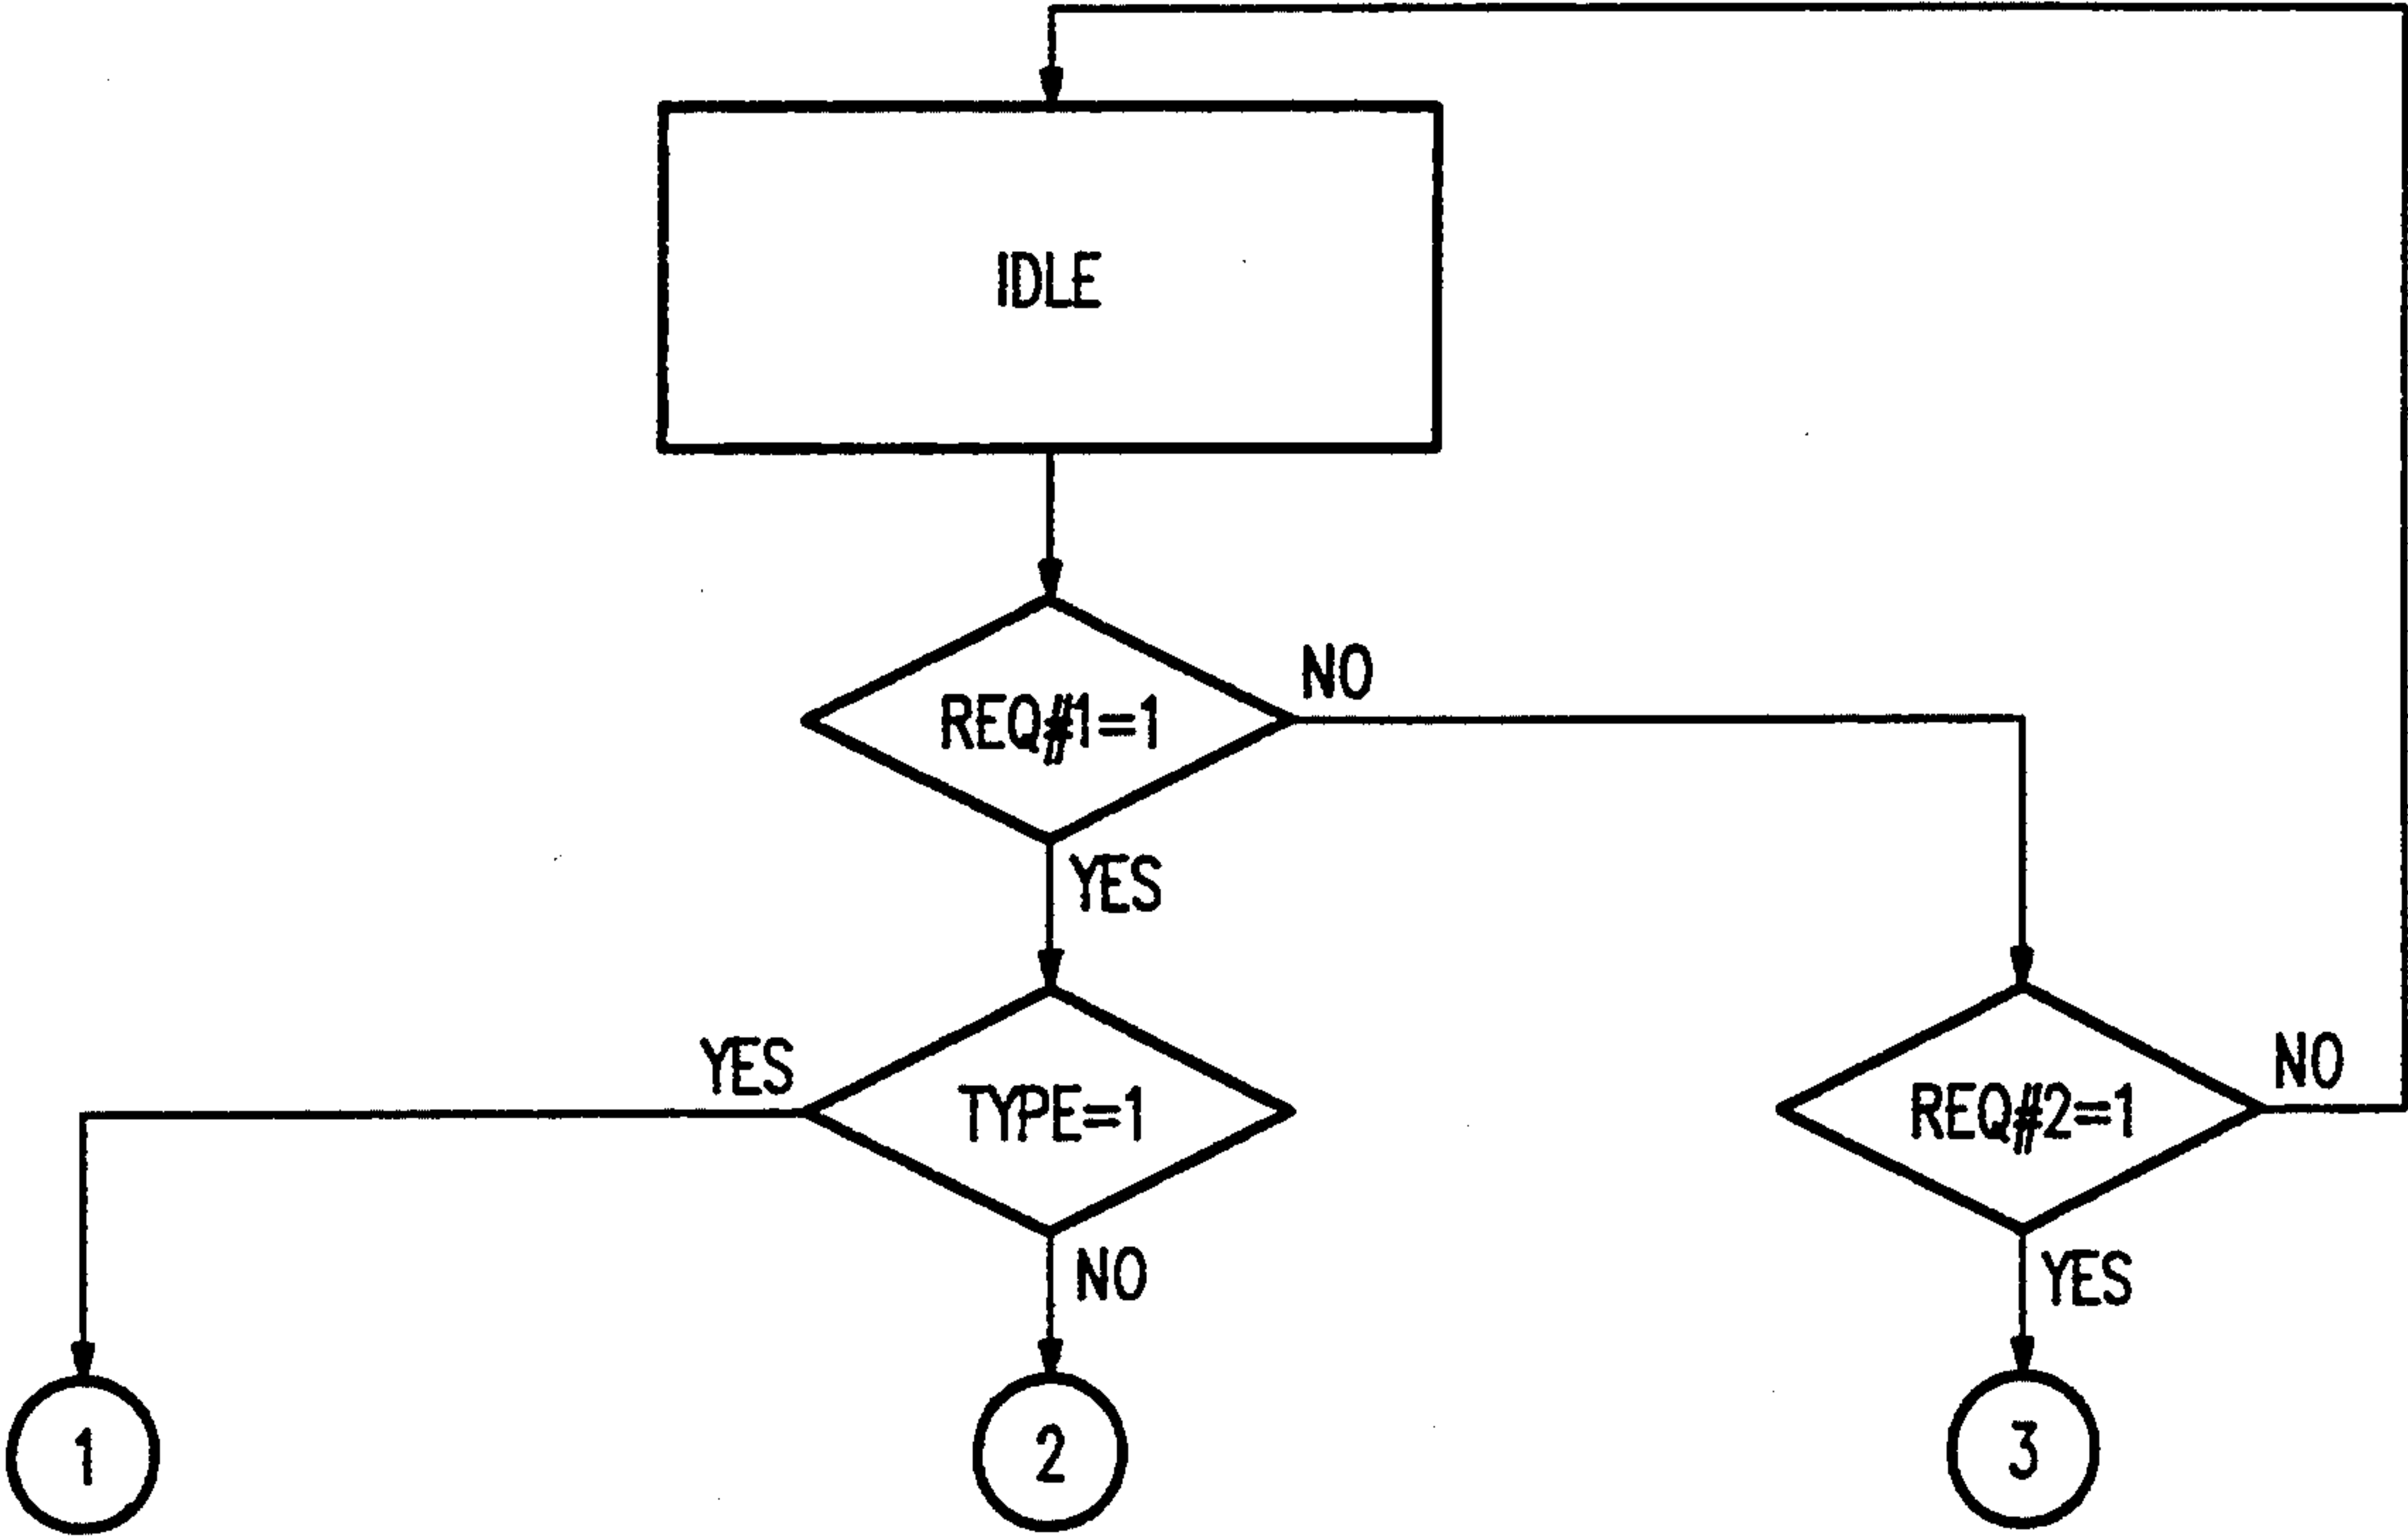 IDLE
REQ#1=1
NO
YES
YES
TYPE=1
NO
REQ#2=1
NO
YES
1
2
3